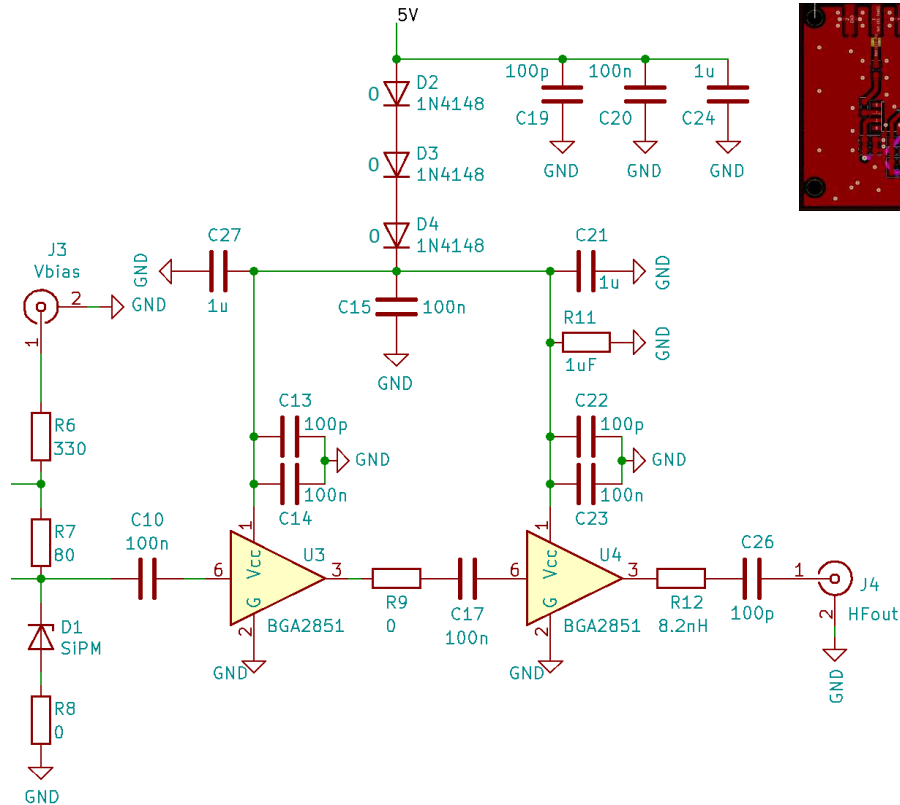 5V
0
D2
1N4148
100p
C19
GND
100n
C20
GND
1u
C24
GND
0
D3
1N4148
0
D4
1N4148
J3
Vbias
2
GND
1
GND
C27
1u
C15
100n
GND
C21
1u
GND
R11
1uF
GND
R6
330
C13
100p
GND
100n
C14
C22
100p
GND
100n
C23
R7
80
C10
100n
6
1
Vcc
G
2
U3
3
BGA2851
GND
R9
0
C17
100n
6
1
Vcc
G
2
U4
3
BGA2851
GND
R12
8.2nH
C26
100p
1
J4
HFout
2
GND
D1
SiPM
R8
0
GND